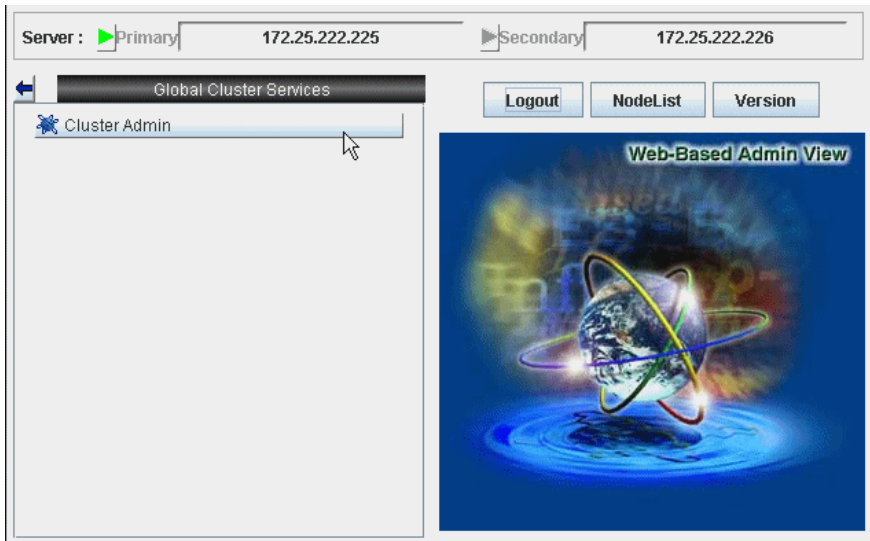 Server : Primary 172.25.222.225 Secondary 172.25.222.226
Global Cluster Services
Logout NodeList Version
Cluster Admin
Web-Based Admin View